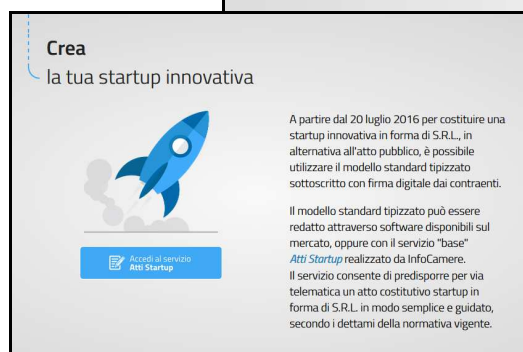 Crea
la tua startup innovativa
A partire dal 20 luglio 2016 per costituire una
startup innovativa in forma di S.R.L., in
alternativa all'atto pubblico, è possibile
utilizzare il modello standard tipizzato
sottoscritto con firma digitale dai contraenti.
Il modello standard tipizzato può essere
redatto attraverso software disponibili sul
mercato, oppure con il servizio "base"
Atti Startup realizzato da InfoCamere.
Il servizio consente di predisporre per via
telematica un atto costitutivo startup in
forma di S.R.L. in modo semplice e guidato,
secondo i dettami della normativa vigente.
Accedi al servizio
Atti Startup